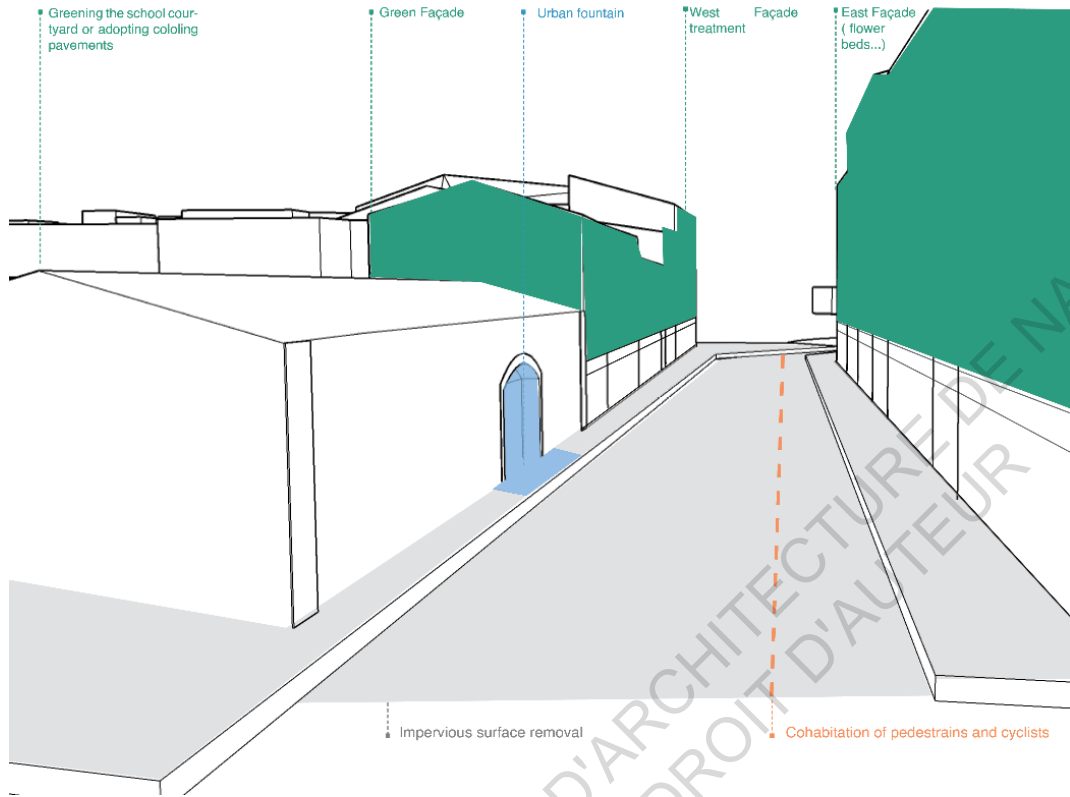 Greening the school cour-
tyard or adopting cololing
pavements
Green Façade
Urban fountain
West Façade
treatment
East Façade
( flower
beds...)
Impervious surface removal
Cohabitation of pedestrains and cyclists
D'ARCHITECTURE DE NA
DROIT D'AUTEUR